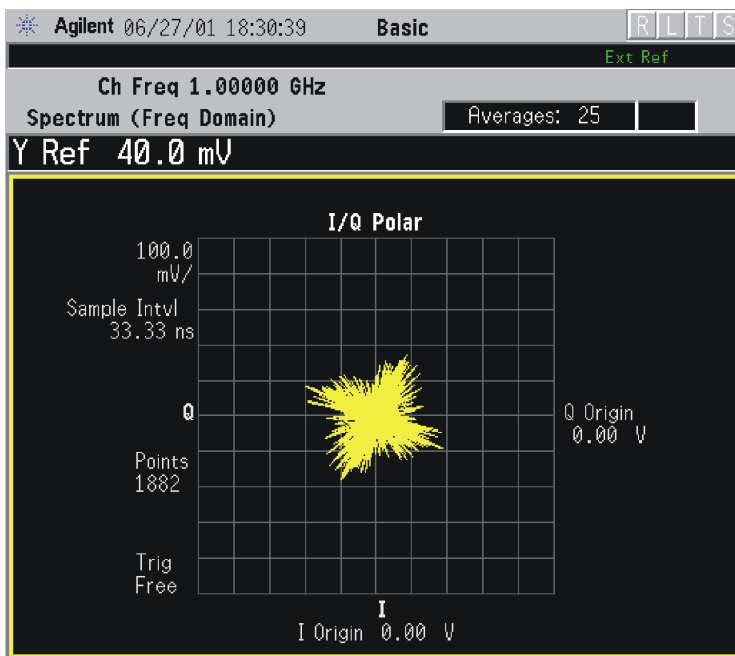 Agilent 06/27/01 18:30:39 Basic R L T S
Ext Ref
Ch Freq 1.00000 GHz
Spectrum (Freq Domain) Averages: 25
Y Ref 40.0 mV
I/Q Polar
100.0
mV/
Sample Intvl
33.33 ns
Q
Q Origin
0.00 V
Points
1882
Trig
Free
I
I Origin 0.00 V